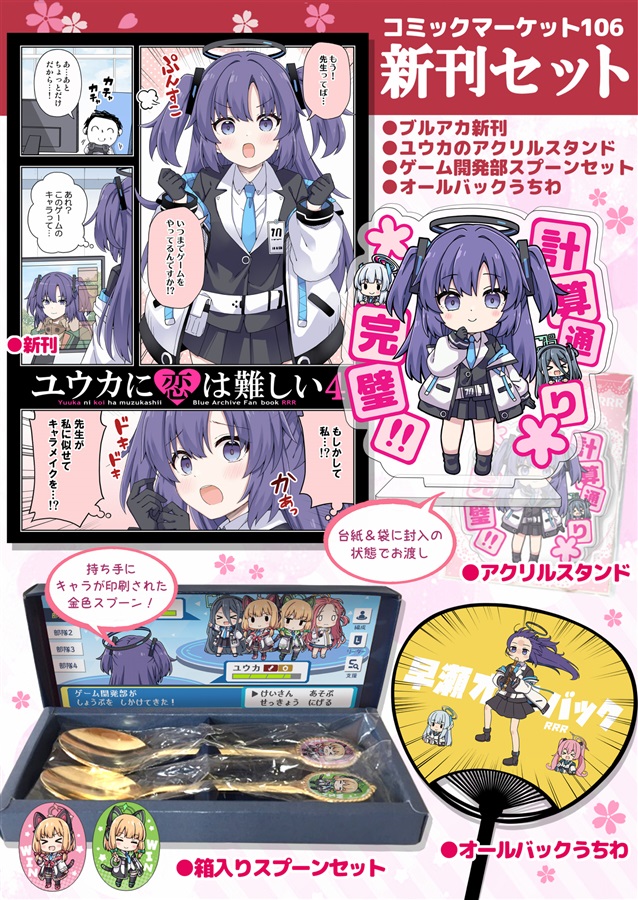 コミックマーケット106
新刊セット
●ブルアカ新刊
●ユウカのアクリルスタンド
●ゲーム開発部スプーンセット
●オールバックうちわ
もう!
先生ってば…
ぷんすこ
いつまでゲームを
やってるんですか!?
あ…あと
ちょっとだけ
だから…!
カチャ
カチャ
あれ?
このゲームの
キャラって…
●新刊
ユウカに恋は難しい4
Yuuka ni koi ha muzukashii
Blue Archive Fan book RRR
もしかして
私…!?
ドキ
ドキ
かぁっ
先生が
私に似せて
キャラメイクを…!?
計算通り
完璧!!
計算通り
完璧!!
台紙&袋に封入の
状態でお渡し
●アクリルスタンド
持ち手に
キャラが印刷された
金色スプーン!
部隊2
部隊3
部隊4
編成
リーダー
文庫
ユウカ
ゲーム開発部が
しょうぶを しかけてきた!
▶けいさん あそぶ
せっきょう にげる
WIN
WIN
●箱入りスプーンセット
早瀬オールバック
RRR
●オールバックうちわ